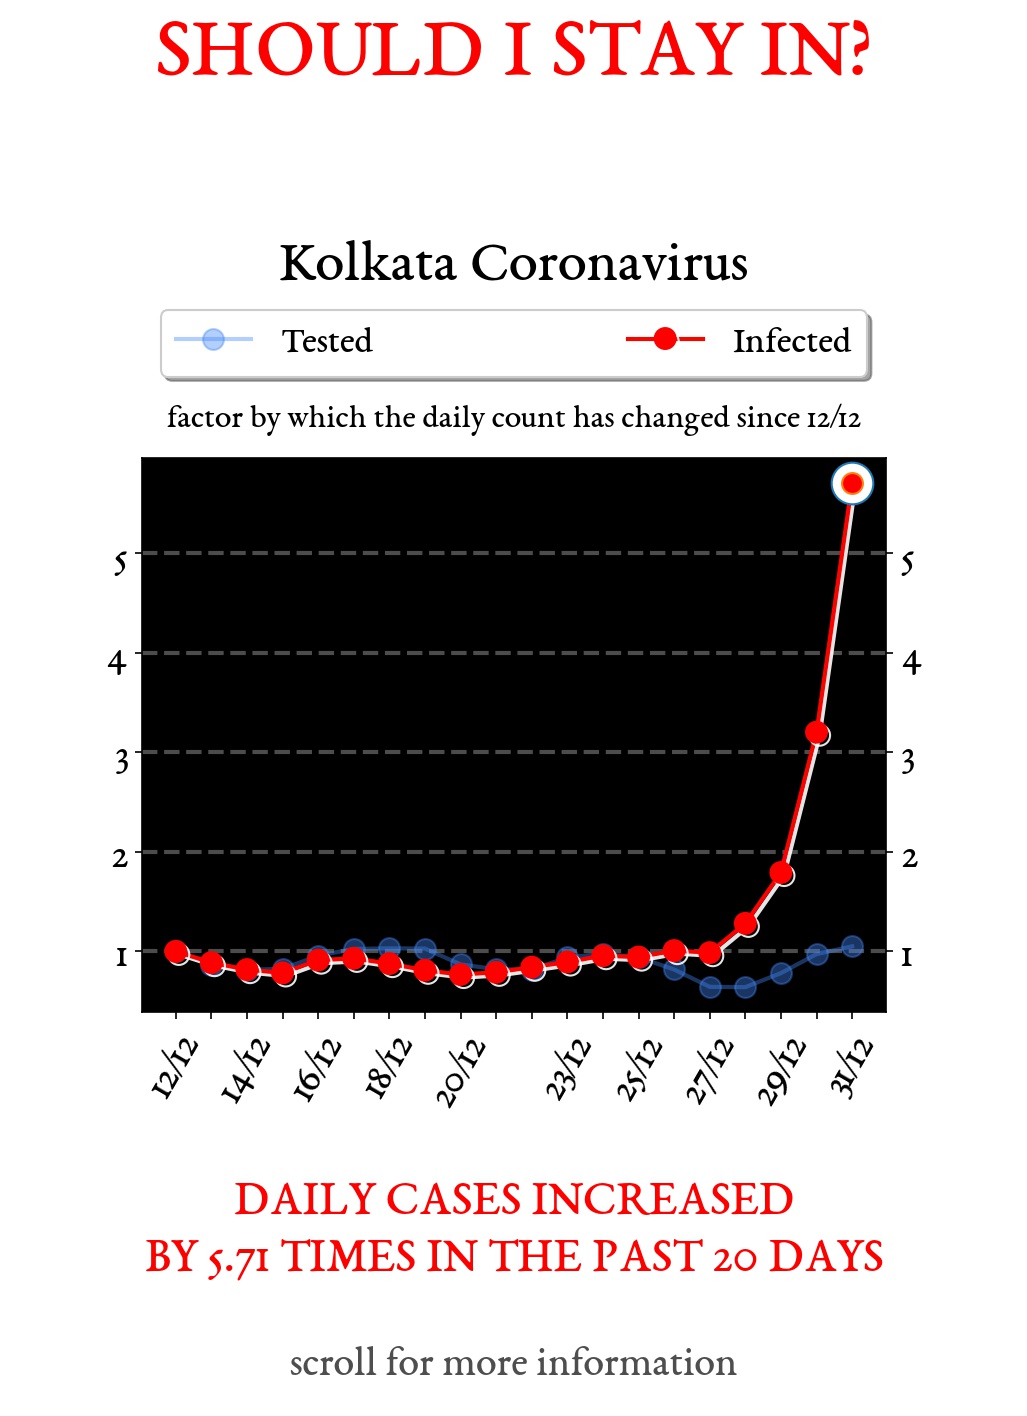 SHOULD I STAY IN?
Kolkata Coronavirus
Tested Infected
factor by which the daily count has changed since 12/12
5 5
4 4
3 3
2 2
1 1
12/12 14/12 16/12 18/12 20/12 23/12 25/12 27/12 29/12 31/12
DAILY CASES INCREASED
BY 5.71 TIMES IN THE PAST 20 DAYS
scroll for more information